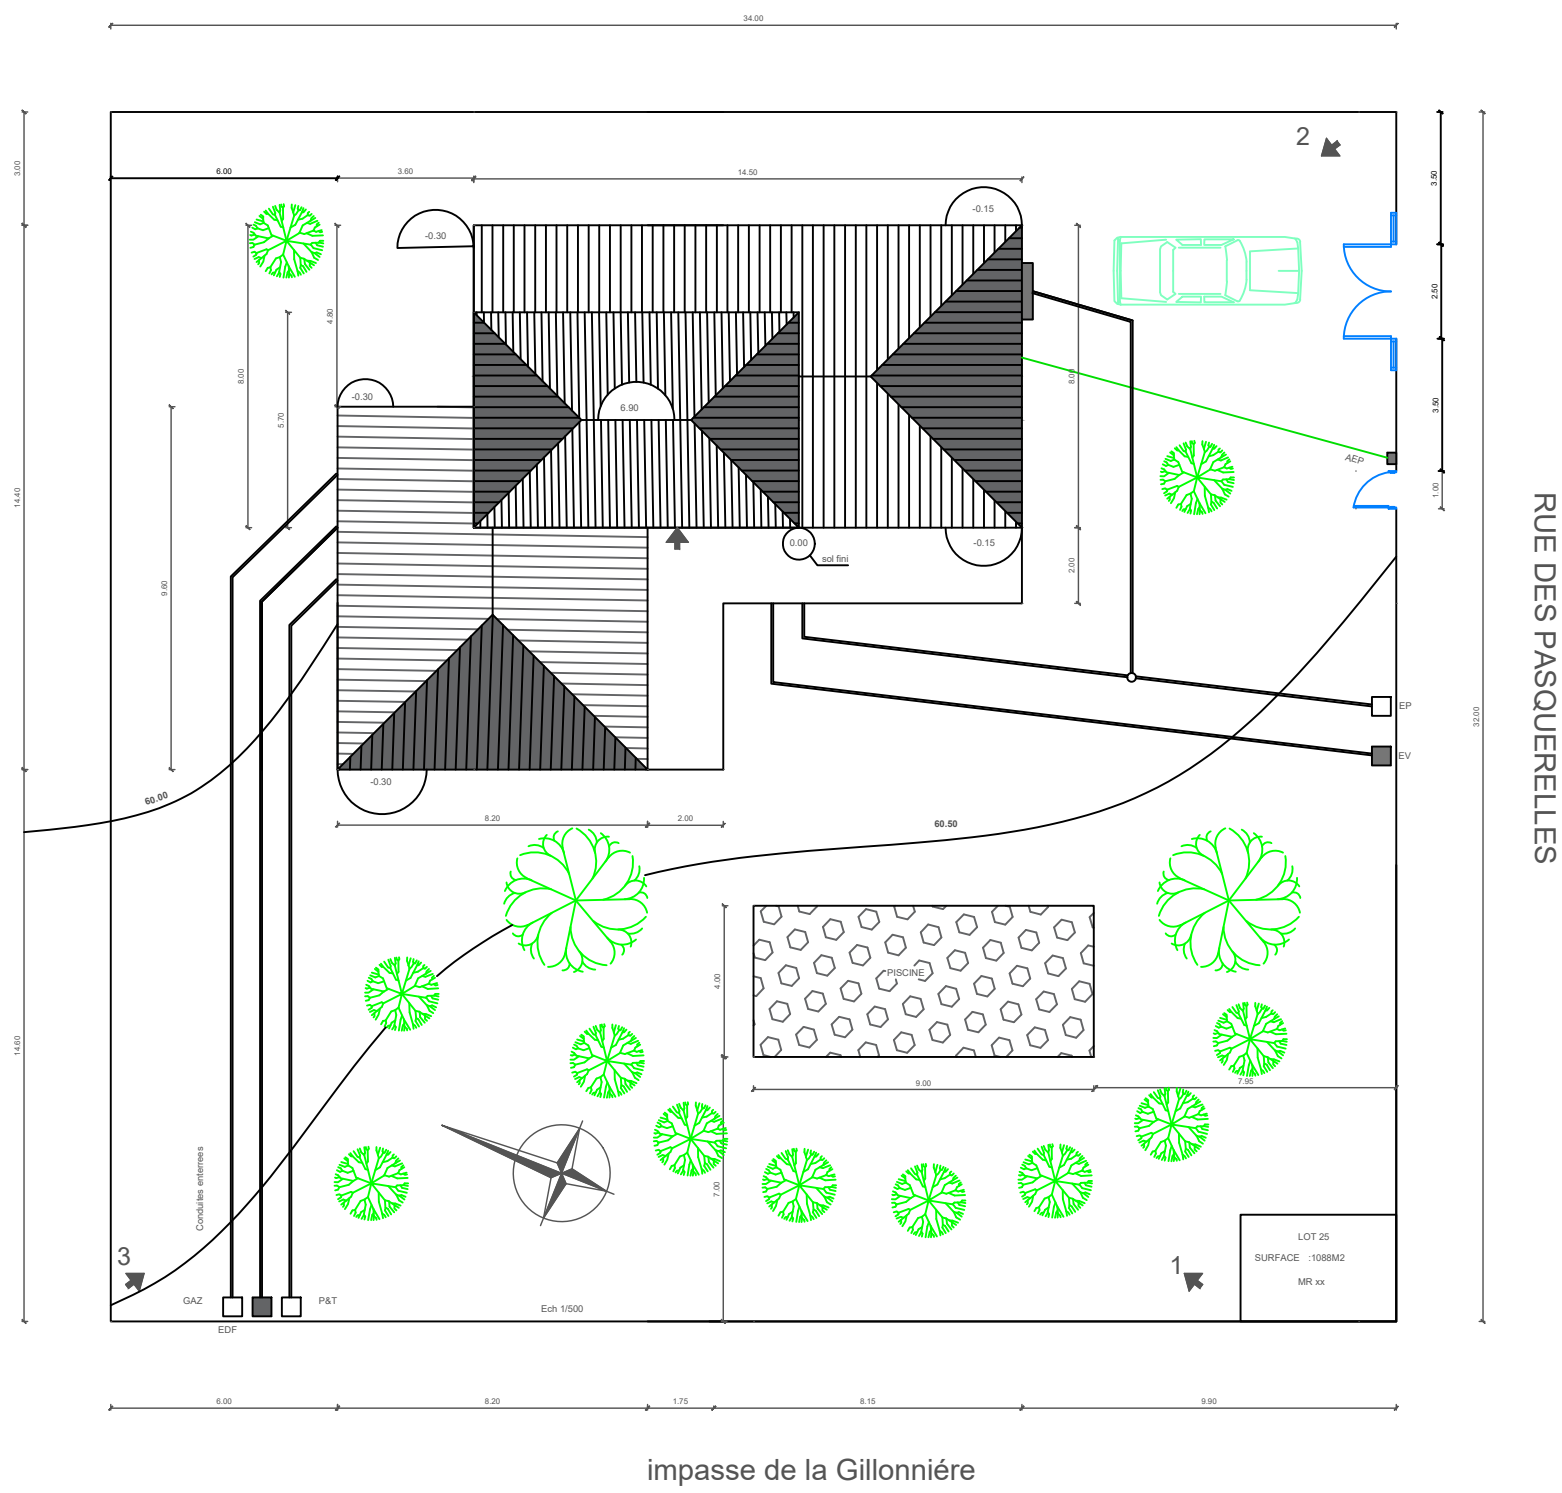 34.00
2
3.00
6.00
3.60
14.50
3.50
-0.30
-0.15
4.80
8.00
5.70
8.00
2.50
-0.30
6.90
3.50
AEP
1.00
14.40
0.00
sol fini
-0.15
2.00
9.60
RUE DES PASQUERELLES
32.00
EP
EV
-0.30
60.00
8.20
2.00
60.50
PISCINE
4.00
14.60
9.00
7.95
Conduites enterrees
7.00
3
1
LOT 25
SURFACE :1088M2
MR xx
GAZ
P&T
EDF
Ech 1/500
6.00
8.20
1.75
8.15
9.90
impasse de la Gillonniére